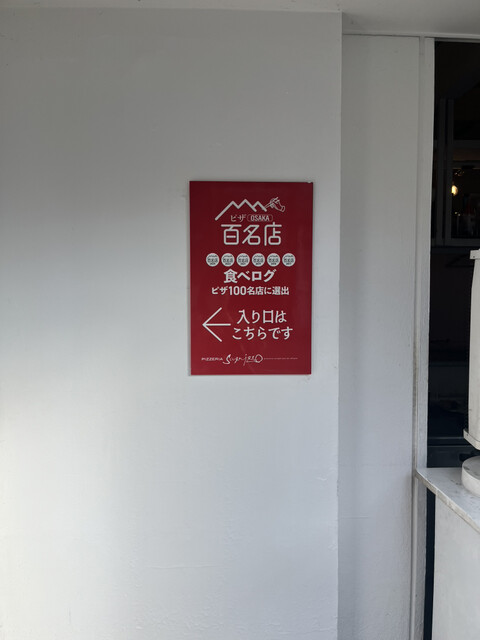 ピザ OSAKA
百名店
食べログ
ピザ100名店に選出
入り口は
こちらです
PIZZERIA